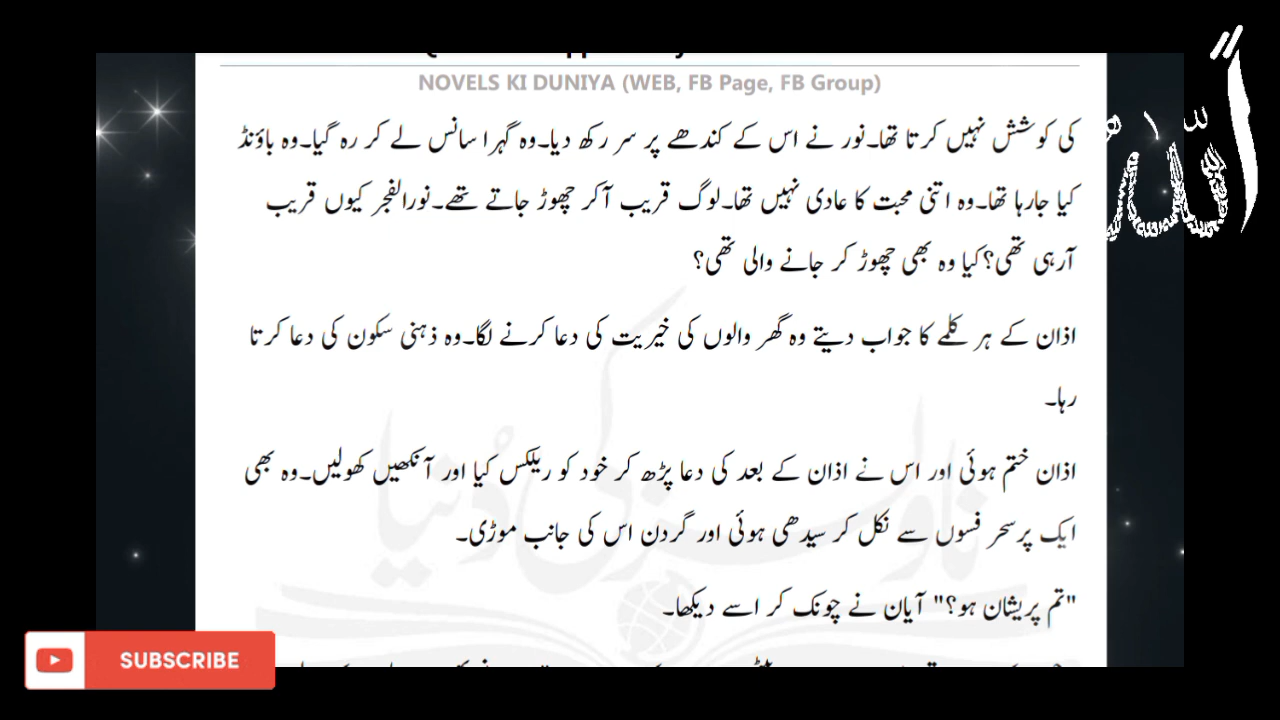 NOVELS KI DUNIYA (WEB, FB Page, FB Group)
کی کوشش نہیں کرتا تھا۔نور نے اس کے کندھے پر سر رکھ دیا۔وہ گہرا سانس لے کر رہ گیا۔وہ باؤنڈ
کیا جارہا تھا۔وہ اتنی محبت کا عادی نہیں تھا۔لوگ قریب آکر چھوڑ جاتے تھے۔نورالفجر کیوں قریب
آرہی تھی؟کیا وہ بھی چھوڑ کر جانے والی تھی؟
اذان کے ہر کلمے کا جواب دیتے وہ گھر والوں کی خیریت کی دعا کرنے لگا۔وہ ذہنی سکون کی دعا کرتا
رہا۔
اذان ختم ہوئی اور اس نے اذان کے بعد کی دعا پڑھ کر خود کو ریلکس کیا اور آنکھیں کھولیں۔وہ بھی
ایک پرسحر فسوں سے نکل کر سیدھی ہوئی اور گردن اس کی جانب موڑی۔
"تم پریشان ہو؟" آیان نے چونک کر اسے دیکھا۔
ناولز کی دُنیا
SUBSCRIBE
اللّٰہ